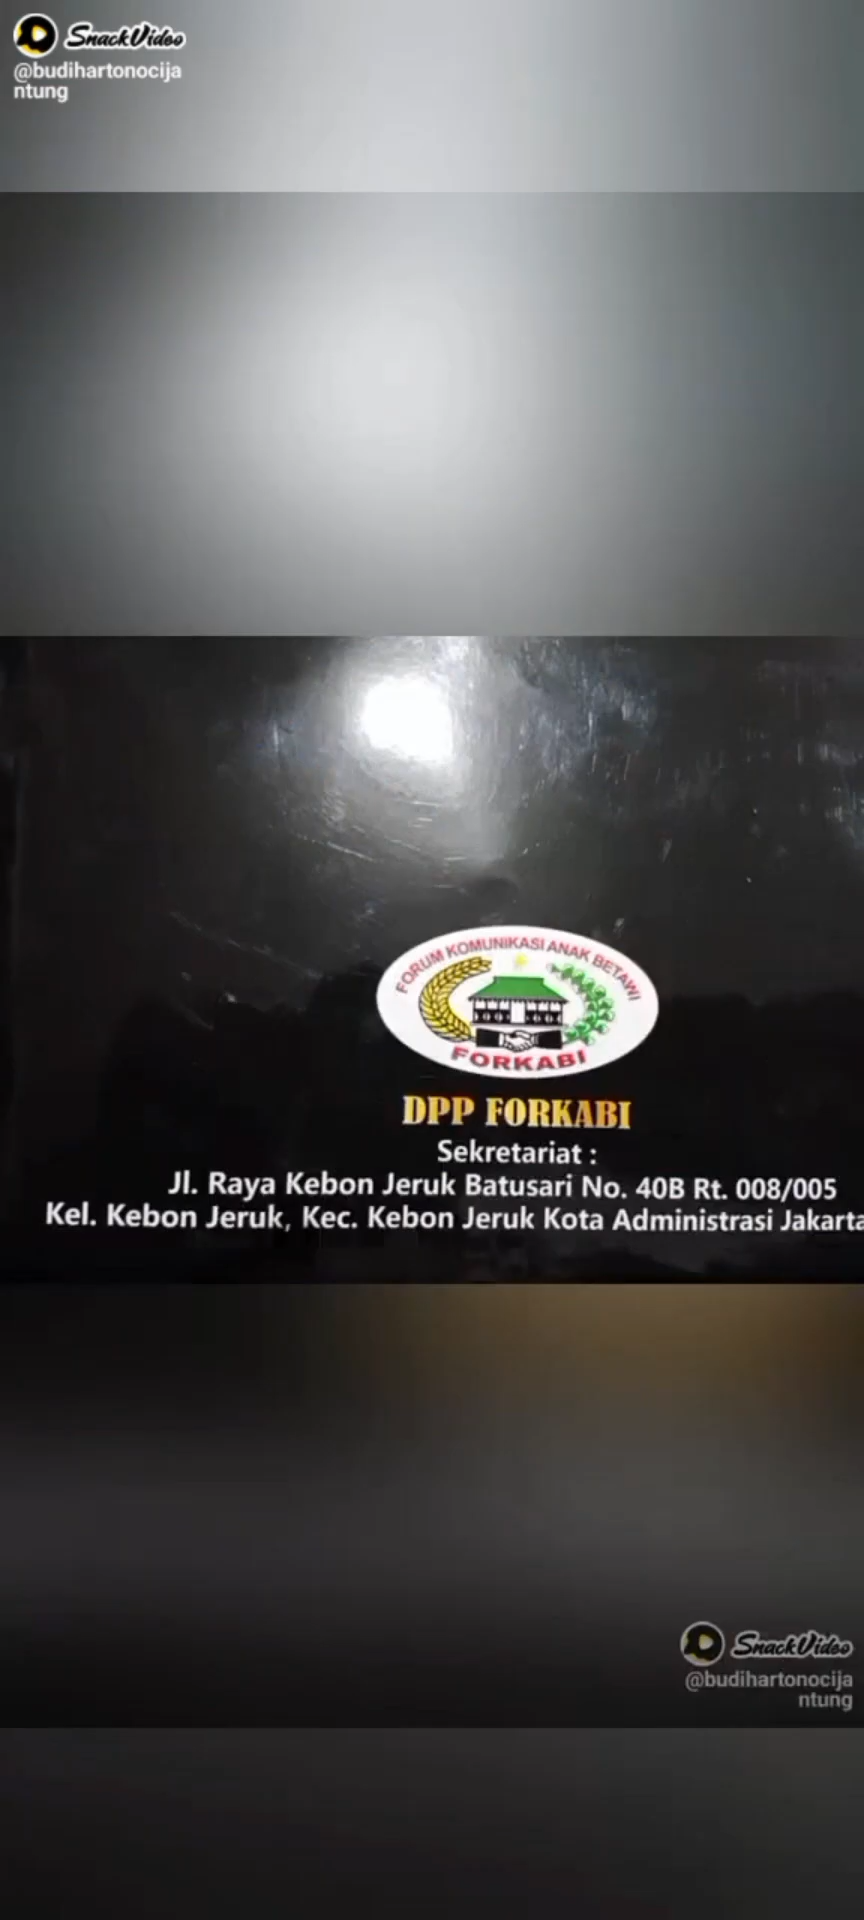 SnackVideo
@budihartonocija
ntung
FORUM KOMUNIKASI ANAK BETAWI
FORKABI
DPP FORKABI
Sekretariat :
Jl. Raya Kebon Jeruk Batusari No. 40B Rt. 008/005
Kel. Kebon Jeruk, Kec. Kebon Jeruk Kota Administrasi Jakarta
SnackVideo
@budihartonocija
ntung